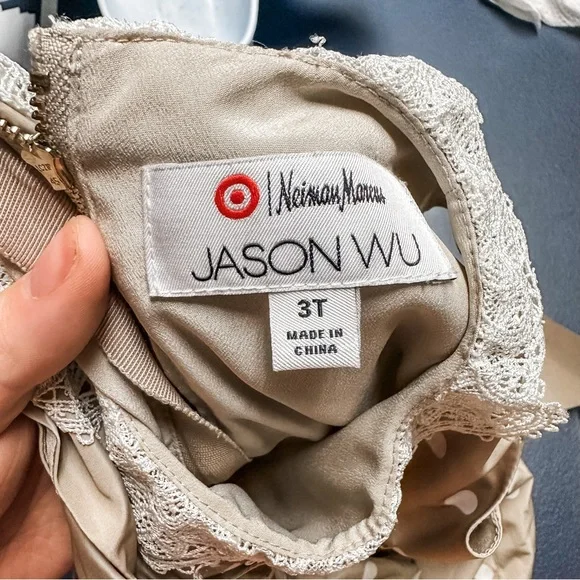 | Neiman Marcus
JASON WU
3T
MADE IN
CHINA